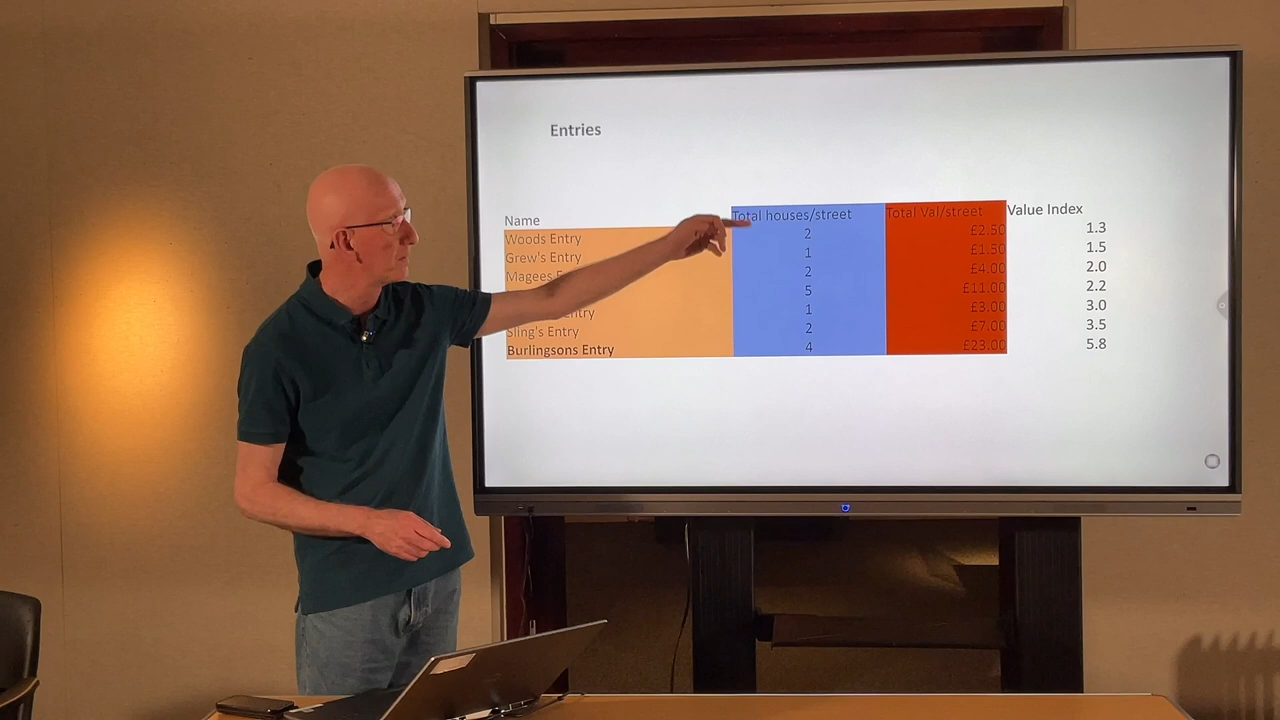 Entries
Name Total houses/street Total Val/street Value Index
Woods Entry 2 £2.50 1.3
Grew's Entry 1 £1.50 1.5
Magees E 2 £4.00 2.0
5 £11.00 2.2
ntry 1 £3.00 3.0
Sling's Entry 2 £7.00 3.5
Burlingsons Entry 4 £23.00 5.8